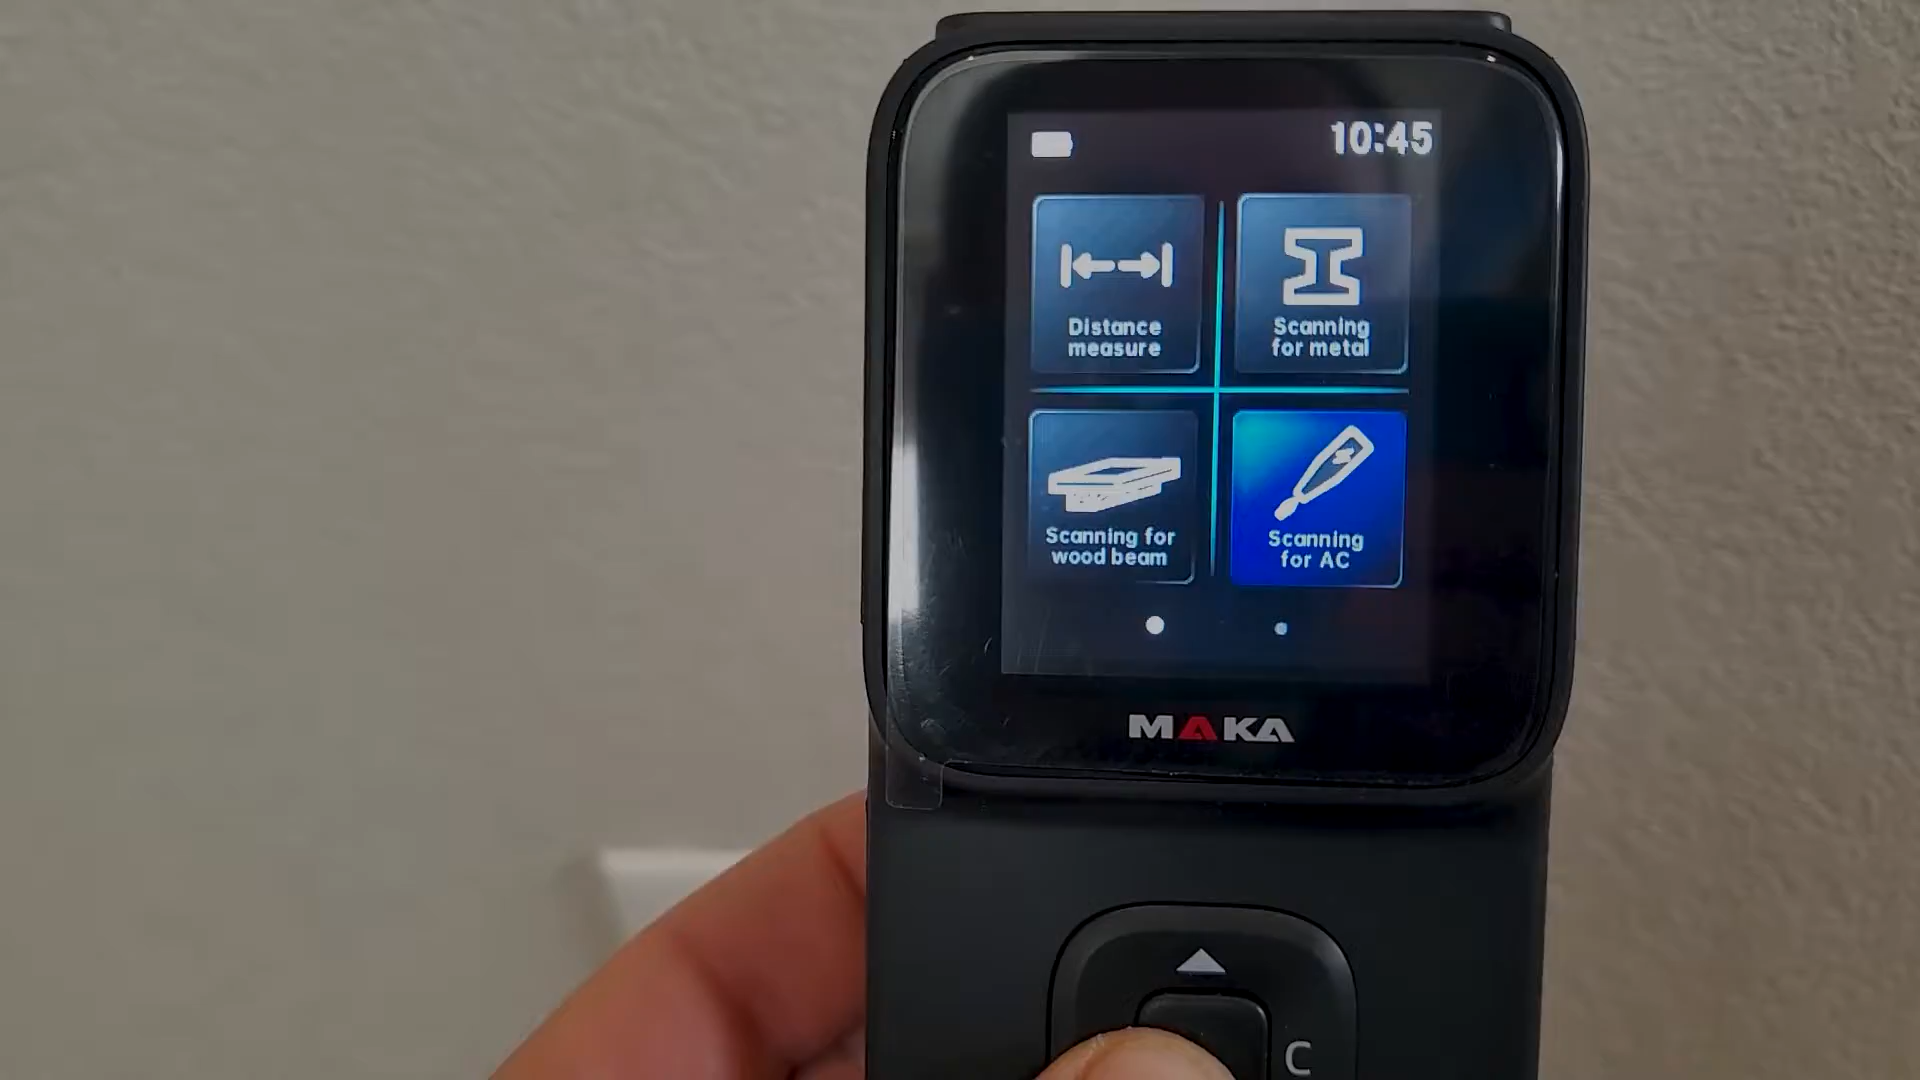 10:45
Distance
measure
Scanning
for metal
Scanning for
wood beam
Scanning
for AC
MAKA
C